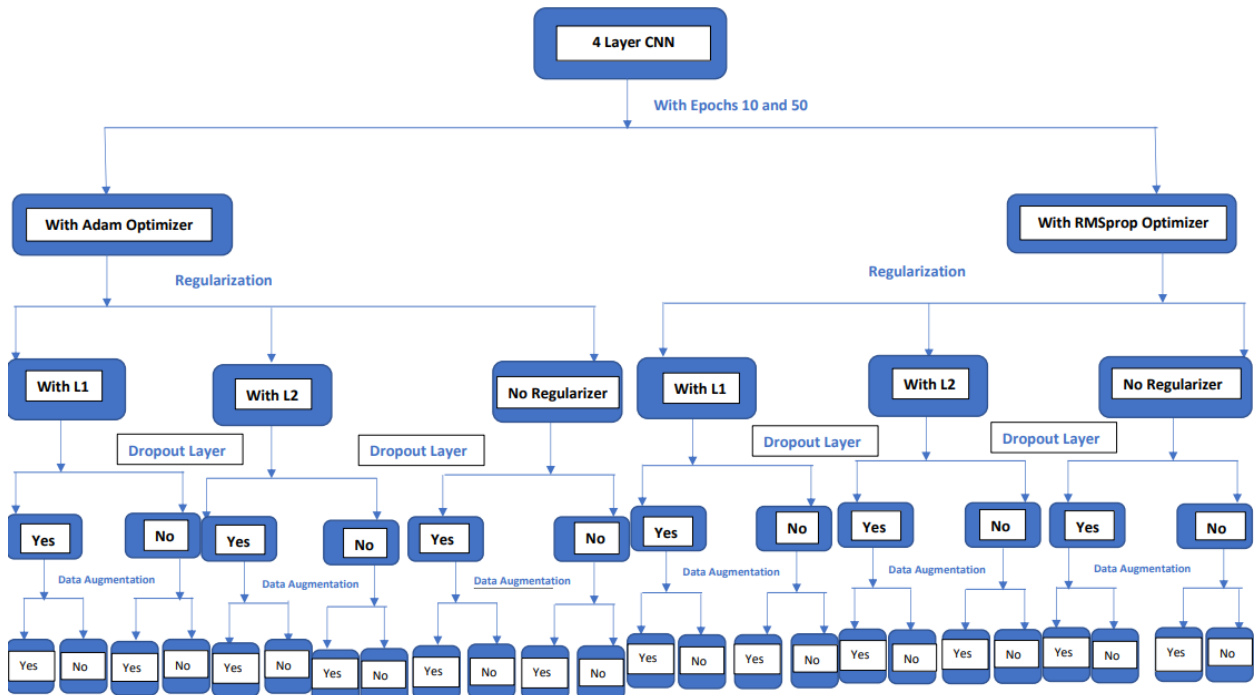 4 Layer CNN
With Epochs 10 and 50
With Adam Optimizer
With RMSprop Optimizer
Regularization
Regularization
With L1
With L2
No Regularizer
With L1
With L2
No Regularizer
Dropout Layer
Dropout Layer
Dropout Layer
Dropout Layer
Yes
No
Yes
No
Yes
No
Yes
No
Yes
No
Yes
No
Data Augmentation
Data Augmentation
Data Augmentation
Data Augmentation
Data Augmentation
Data Augmentation
Yes
No
Yes
No
Yes
No
Yes
No
Yes
No
Yes
No
Yes
No
Yes
No
Yes
No
Yes
No
Yes
No
Yes
No